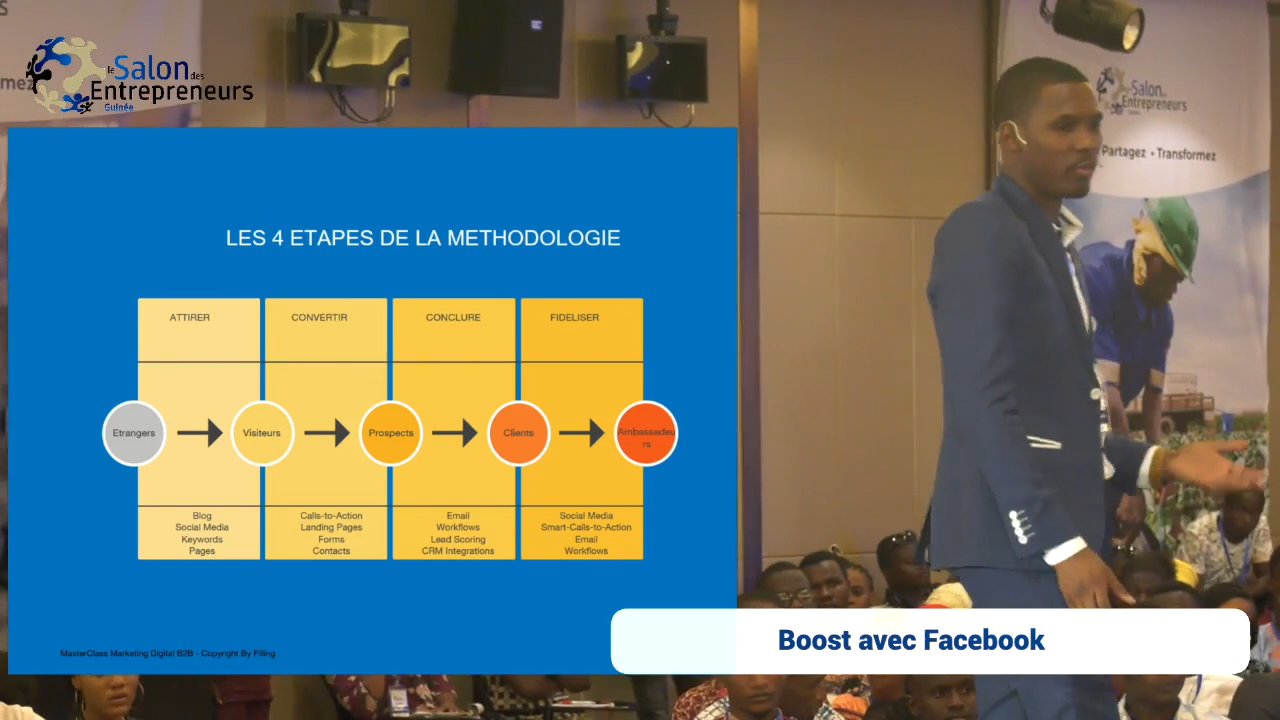 le Salon des
Entrepreneurs
Guinée
Salon
Entrepreneurs
Partagez • Transformez
LES 4 ETAPES DE LA METHODOLOGIE
ATTIRER
CONVERTIR
CONCLURE
FIDELISER
Etrangers
Visiteurs
Prospects
Clients
Ambassadeu
rs
Blog
Social Media
Keywords
Pages
Calls-to-Action
Landing Pages
Forms
Contacts
Email
Workflows
Lead Scoring
CRM Integrations
Social Media
Smart-Calls-to-Action
Email
Workflows
MasterClass Marketing Digital B2B - Copyright By Filling
Boost avec Facebook